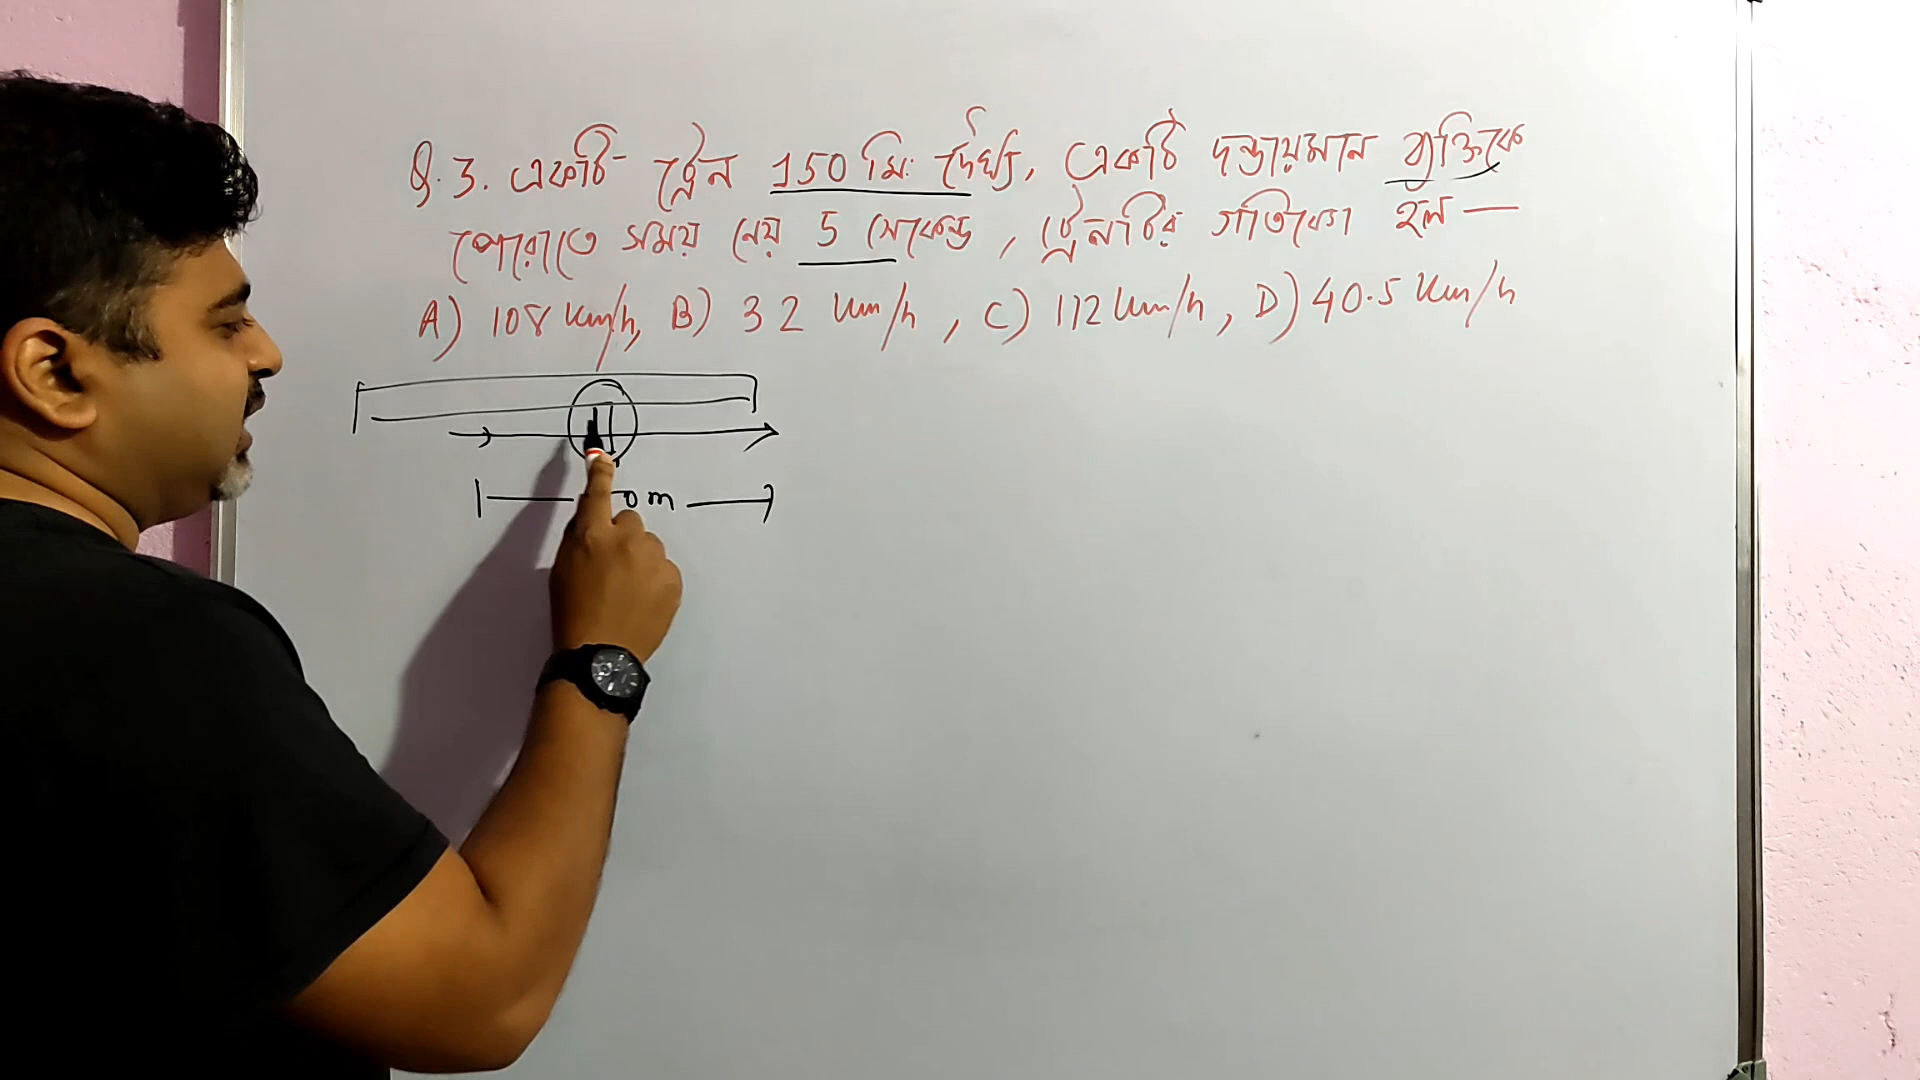 Q.3. একটি ট্রেন 150 মিঃ দৈর্ঘ্য, একটি দন্ডায়মান ব্যক্তিকে
পেরোতে সময় নেয় 5 সেকেন্ড, ট্রেনটির গতিবেগ হল —
A) 108 Km/h, B) 32 Km/h, C) 112 Km/h, D) 40.5 Km/h
0 m